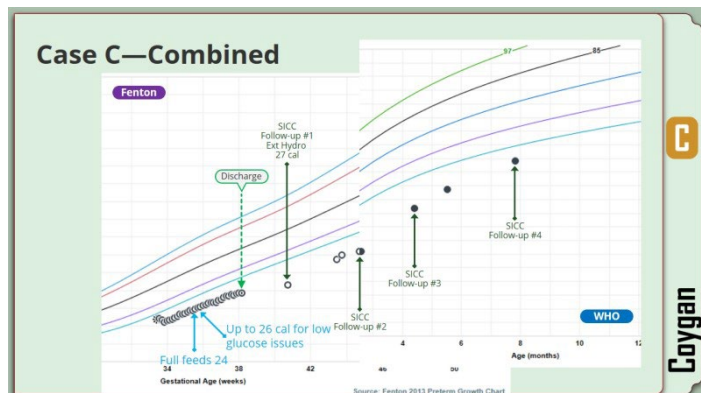 Case C—Combined
Fenton
97
85
SICC
Follow-up #1
Ext Hydro
27 cal
Discharge
SICC
Follow-up #4
SICC
Follow-up #3
SICC
Follow-up #2
Up to 26 cal for low
glucose issues
Full feeds 24
WHO
34 38 42
Gestational Age (weeks)
4 6 8 10 12
Age (months)
46 50
Source: Fenton 2013 Preterm Growth Chart
C
Coygan